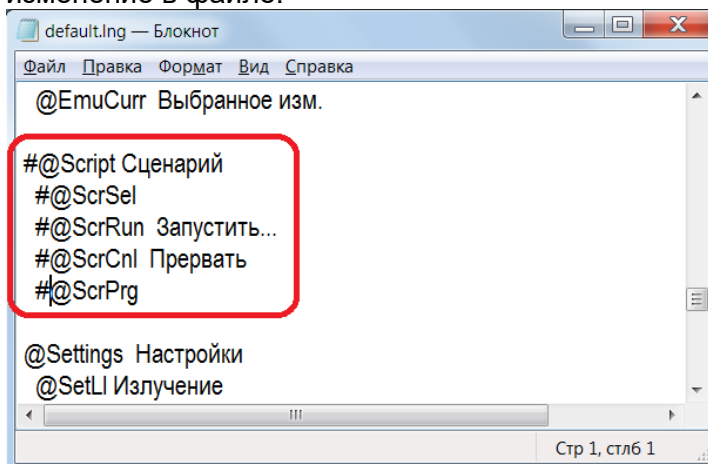 изменение в файле:
default.lng — Блокнот
Файл Правка Формат Вид Справка
@EmuCurr Выбранное изм.
#@Script Сценарий
#@ScrSel
#@ScrRun Запустить...
#@ScrCnl Прервать
#@ScrPrg
@Settings Настройки
@SetLI Излучение
Стр 1, стлб 1